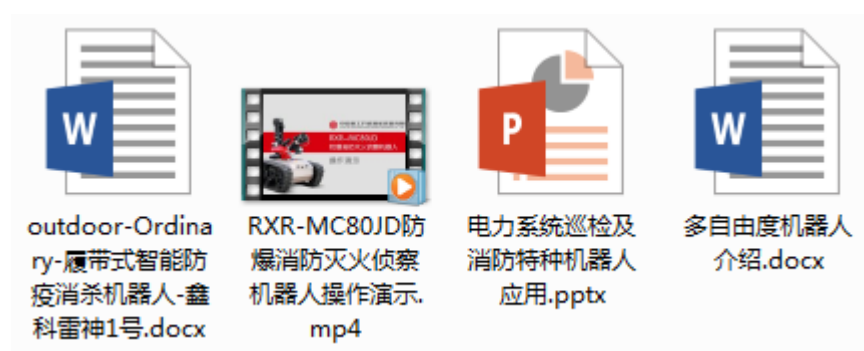 W
P
W
RXR-MC80JD
outdoor-Ordina
ry-履带式智能防
疫消杀机器人-鑫
科雷神1号.docx
RXR-MC80JD防
爆消防灭火侦察
机器人操作演示.
mp4
电力系统巡检及
消防特种机器人
应用.pptx
多自由度机器人
介绍.docx